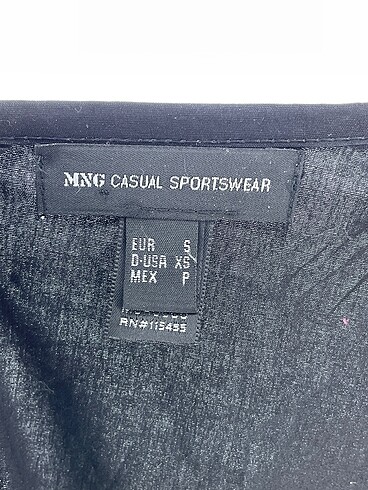 MNG CASUAL SPORTSWEAR
EUR S
D-USA XS
MEX P
RN#115455